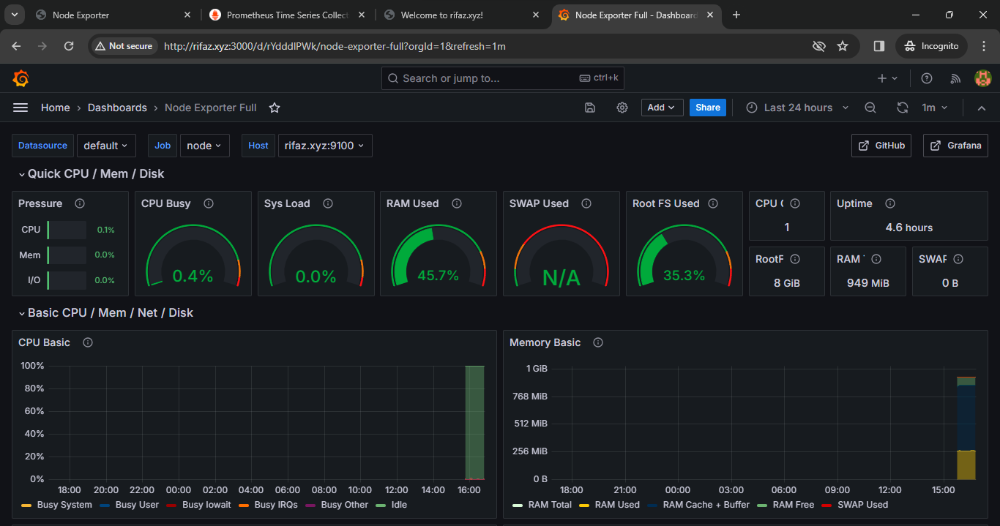 Node Exporter
Prometheus Time Series Collect
Welcome to rifaz.xyz!
Node Exporter Full - Dashboard
Not secure
http://rifaz.xyz:3000/d/rYdddlPWk/node-exporter-full?orgId=1&refresh=1m
Incognito
Search or jump to...
ctrl+k
Home › Dashboards › Node Exporter Full
Add
Share
Last 24 hours
1m
Datasource default
Job node
Host rifaz.xyz:9100
GitHub
Grafana
Quick CPU / Mem / Disk
Pressure
CPU 0.1%
Mem 0.0%
I/O 0.0%
CPU Busy
0.4%
Sys Load
0.0%
RAM Used
45.7%
SWAP Used
N/A
Root FS Used
35.3%
CPU
1
Uptime
4.6 hours
RootF
8 GiB
RAM
949 MiB
SWAF
0 B
Basic CPU / Mem / Net / Disk
CPU Basic
100%
80%
60%
40%
20%
0%
18:00 20:00 22:00 00:00 02:00 04:00 06:00 08:00 10:00 12:00 14:00 16:00
Busy System Busy User Busy Iowait Busy IRQs Busy Other Idle
Memory Basic
1 GiB
768 MiB
512 MiB
256 MiB
0 B
18:00 21:00 00:00 03:00 06:00 09:00 12:00 15:00
RAM Total RAM Used RAM Cache + Buffer RAM Free SWAP Used